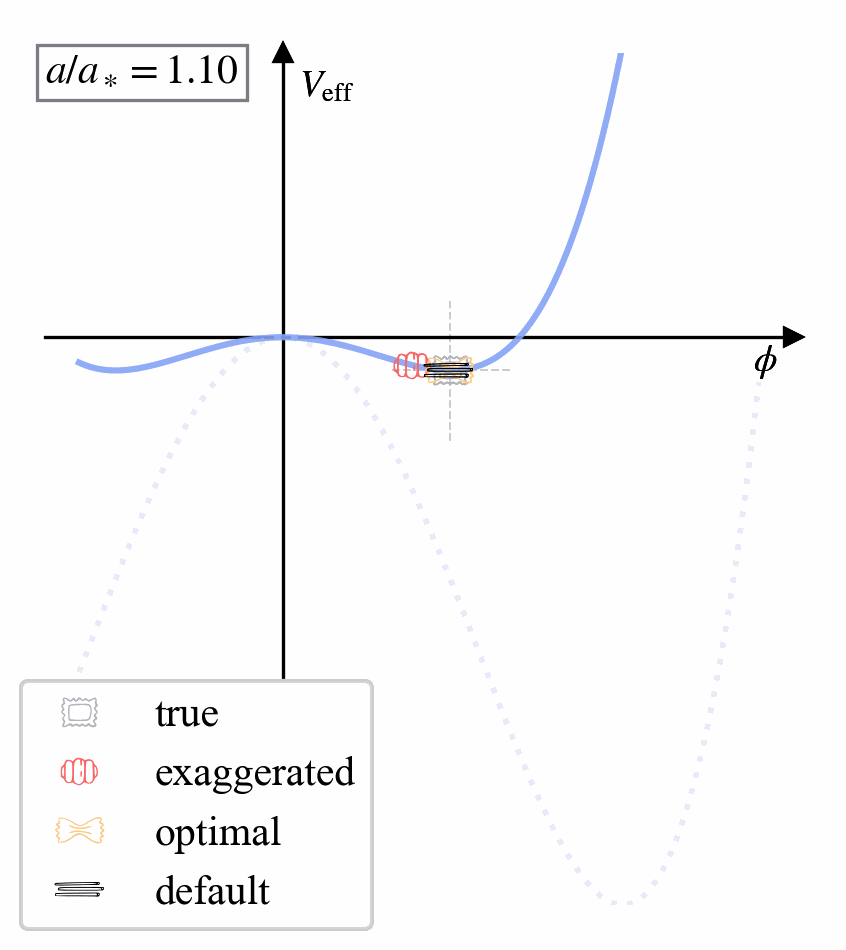 a/a* = 1.10
V_eff
ϕ
true
exaggerated
optimal
default